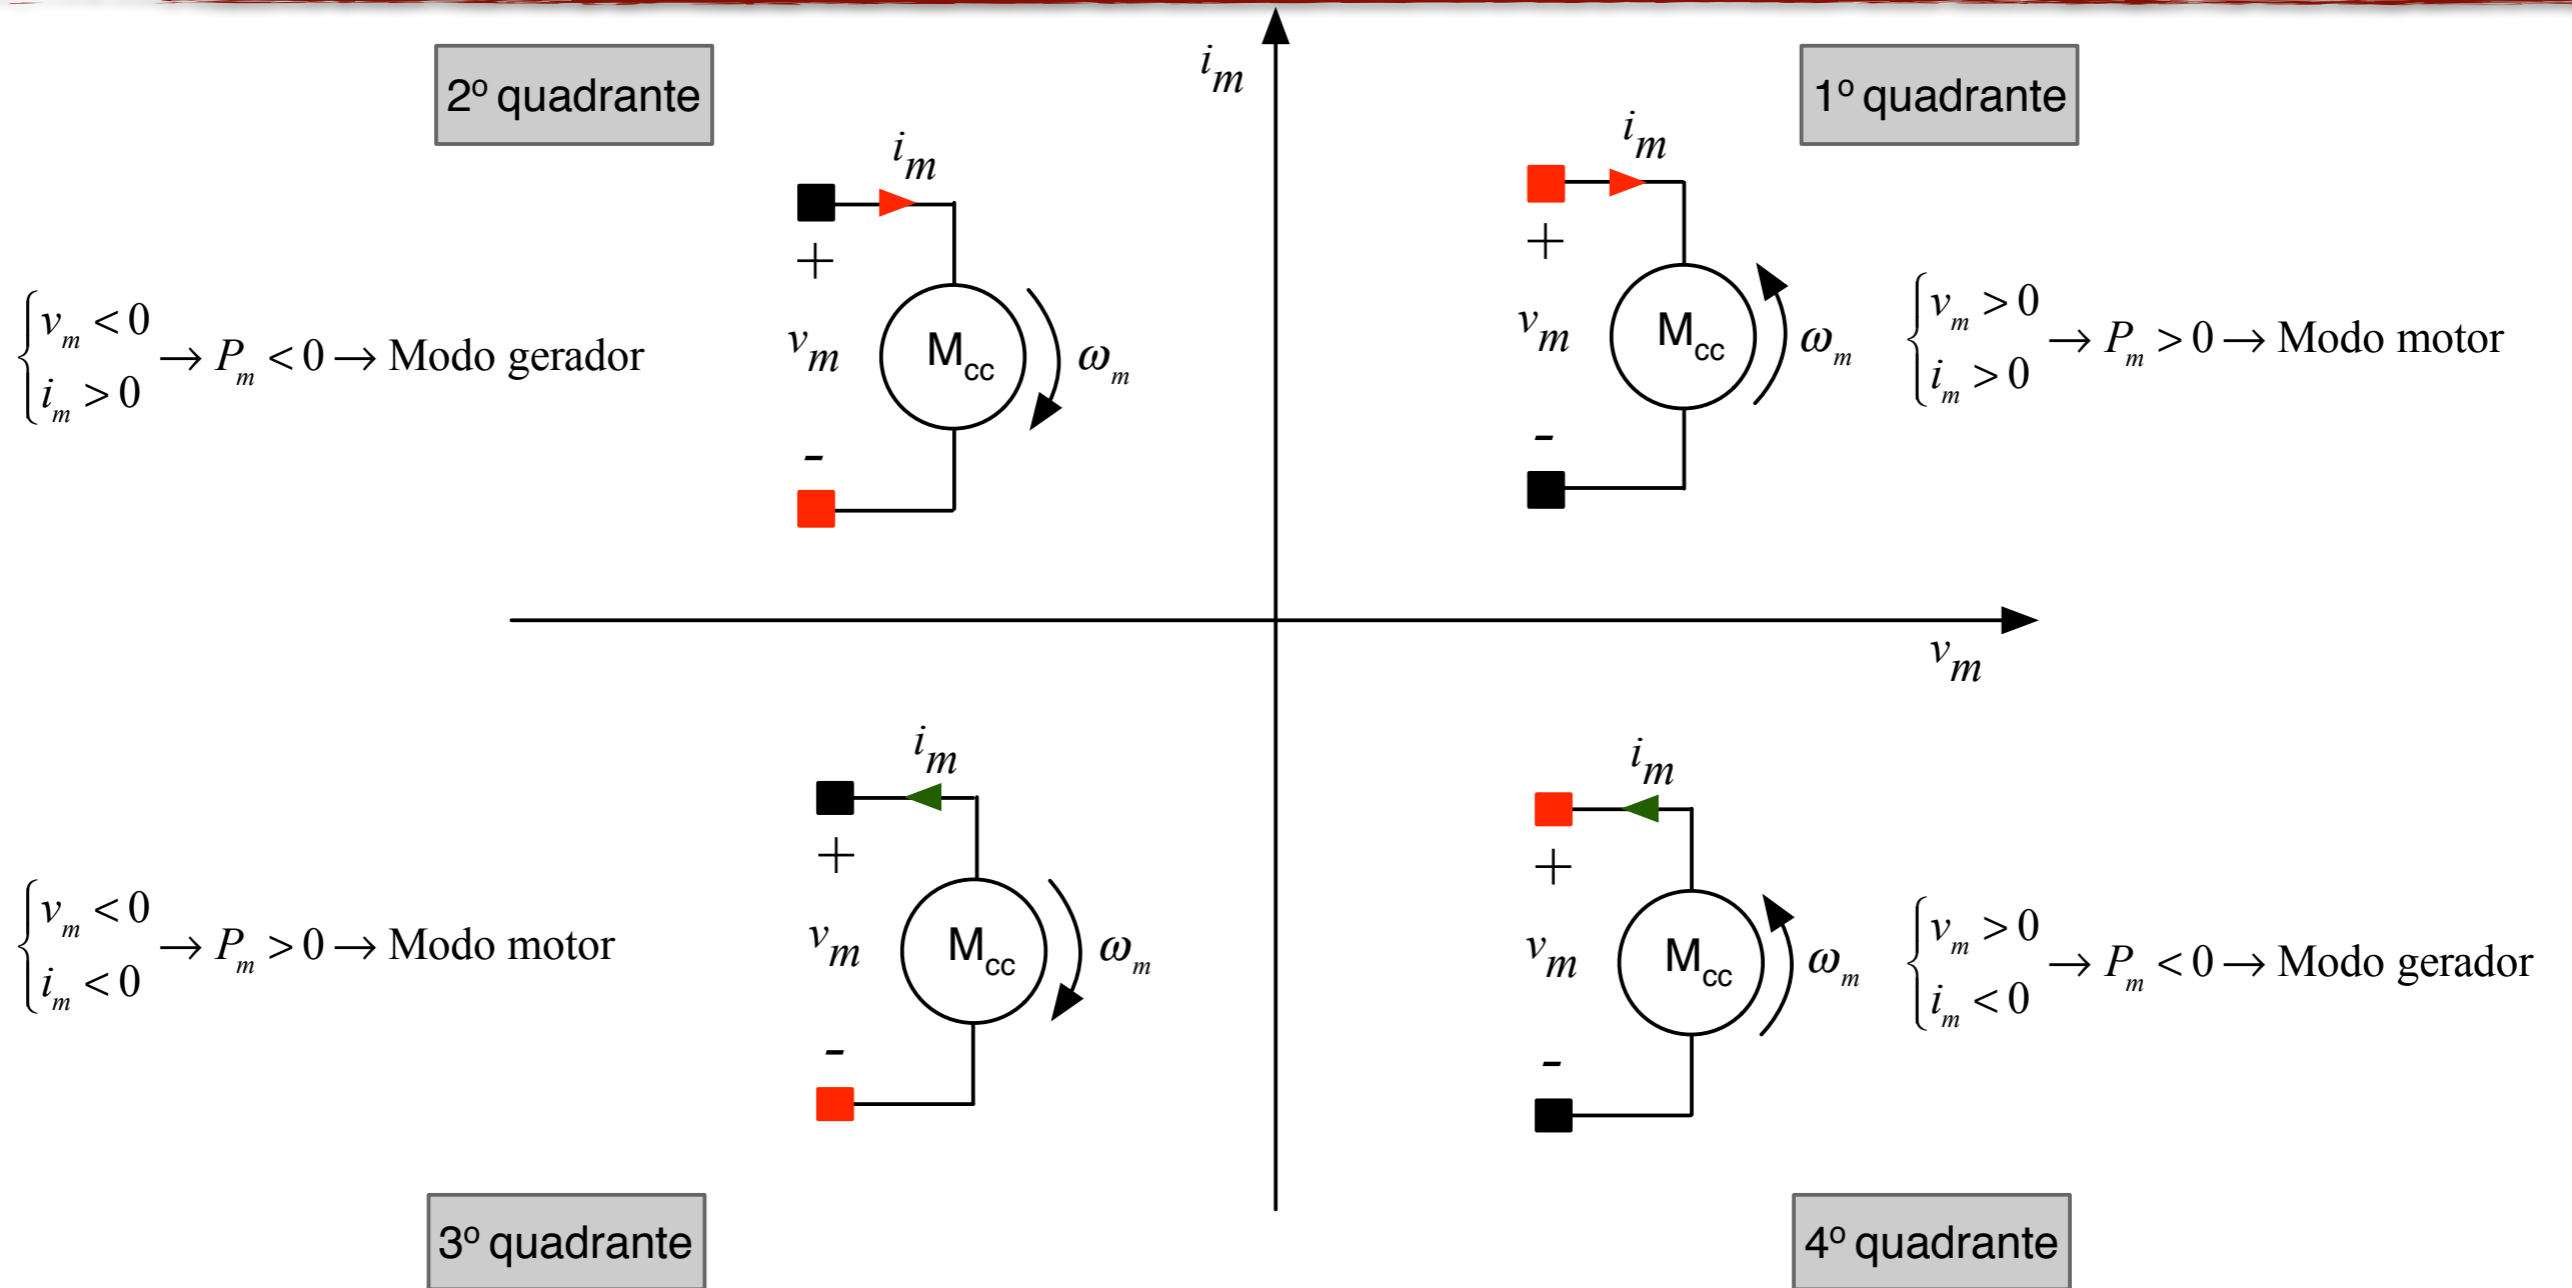 2º quadrante
i_m
1º quadrante
i_m
i_m
+
+
{v_m < 0
i_m > 0 → P_m < 0 → Modo gerador
v_m
M_cc
ω_m
v_m
M_cc
ω_m
{v_m > 0
i_m > 0 → P_m > 0 → Modo motor
-
-
v_m
i_m
i_m
+
+
{v_m < 0
i_m < 0 → P_m > 0 → Modo motor
v_m
M_cc
ω_m
v_m
M_cc
ω_m
{v_m > 0
i_m < 0 → P_m < 0 → Modo gerador
-
-
3º quadrante
4º quadrante